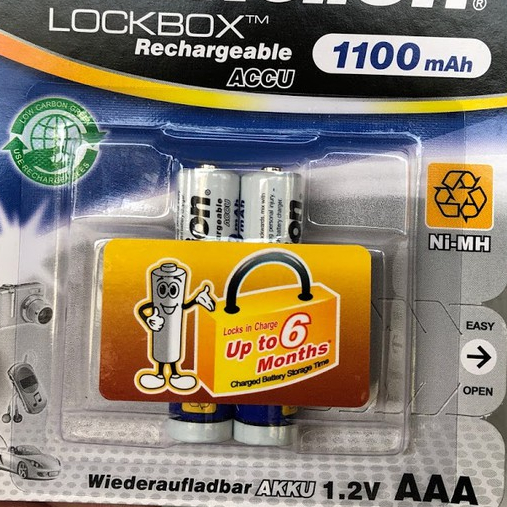 LOCKBOX™
Rechargeable
ACCU
1100 mAh
LOW CARBON GREEN
USE RECHARGEABLES
Ni-MH
Locks in Charge
Up to 6
Months
Charged Battery Storage Time
EASY
OPEN
Wiederaufladbar AKKU 1.2V AAA